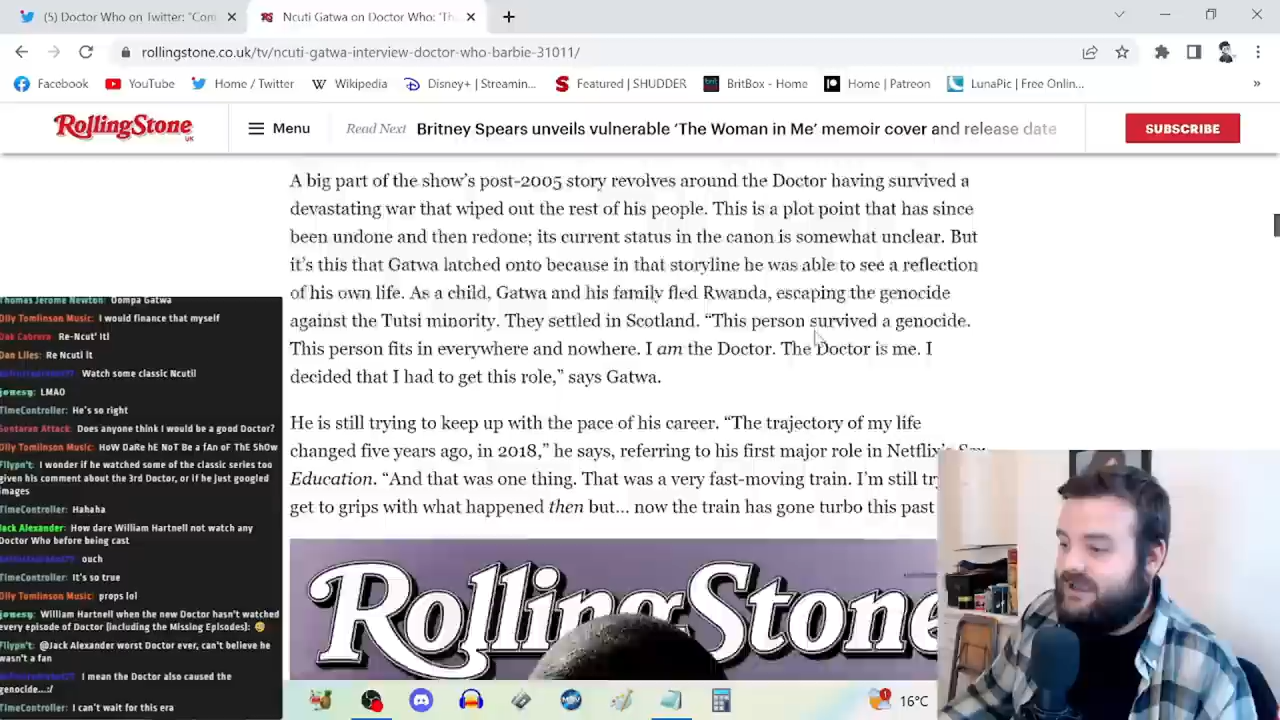 (5) Doctor Who on Twitter: "Con
Ncuti Gatwa on Doctor Who: 'T
rollingstone.co.uk/tv/ncuti-gatwa-interview-doctor-who-barbie-31011/
Facebook
YouTube
Home / Twitter
Wikipedia
Disney+ | Streamin...
Featured | SHUDDER
BritBox - Home
Home | Patreon
LunaPic | Free Onlin...
»
RollingStone UK
Menu
Read Next Britney Spears unveils vulnerable 'The Woman in Me' memoir cover and release date
SUBSCRIBE
A big part of the show's post-2005 story revolves around the Doctor having survived a
devastating war that wiped out the rest of his people. This is a plot point that has since
been undone and then redone; its current status in the canon is somewhat unclear. But
it's this that Gatwa latched onto because in that storyline he was able to see a reflection
of his own life. As a child, Gatwa and his family fled Rwanda, escaping the genocide
against the Tutsi minority. They settled in Scotland. "This person survived a genocide.
This person fits in everywhere and nowhere. I am the Doctor. The Doctor is me. I
decided that I had to get this role," says Gatwa.
He is still trying to keep up with the pace of his career. "The trajectory of my life
changed five years ago, in 2018," he says, referring to his first major role in Netflix's Sex
Education. "And that was one thing. That was a very fast-moving train. I'm still try
get to grips with what happened then but... now the train has gone turbo this past
RollingStone
Thomas Jerome Newton: Oompa Gatwa
Olly Tomlinson Music: I would finance that myself
Dak Cabrera: Re-Ncut' it!
Dan Liles: Re Ncuti it
Watch some classic Ncuti!
jonesy: LMAO
TimeController: He's so right
Suntaran Attack: Does anyone think I would be a good Doctor?
Olly Tomlinson Music: HoW DaRe hE NoT Be a fAn oF ThE ShOw
Fllypn't: I wonder if he watched some of the classic series too
given his comment about the 3rd Doctor, or if he just googled
images
TimeController: Hahaha
Jack Alexander: How dare William Hartnell not watch any
Doctor Who before being cast
ouch
TimeController: It's so true
Olly Tomlinson Music: props lol
jonesy: William Hartnell when the new Doctor hasn't watched
every episode of Doctor (including the Missing Episodes):
Fllypn't: @Jack Alexander worst Doctor ever, can't believe he
wasn't a fan
I mean the Doctor also caused the
genocide...:/
TimeController: I can't wait for this era
16°C